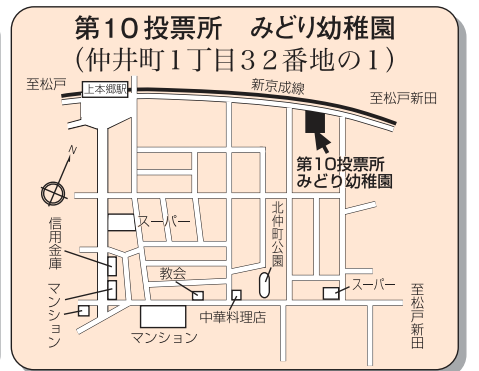 第10投票所　みどり幼稚園
（仲井町1丁目32番地の1）
至松戸
上本郷駅
新京成線
至松戸新田
N
第10投票所
みどり幼稚園
スーパー
北仲町公園
信用金庫
教会
スーパー
マンション
中華料理店
マンション
至松戸新田